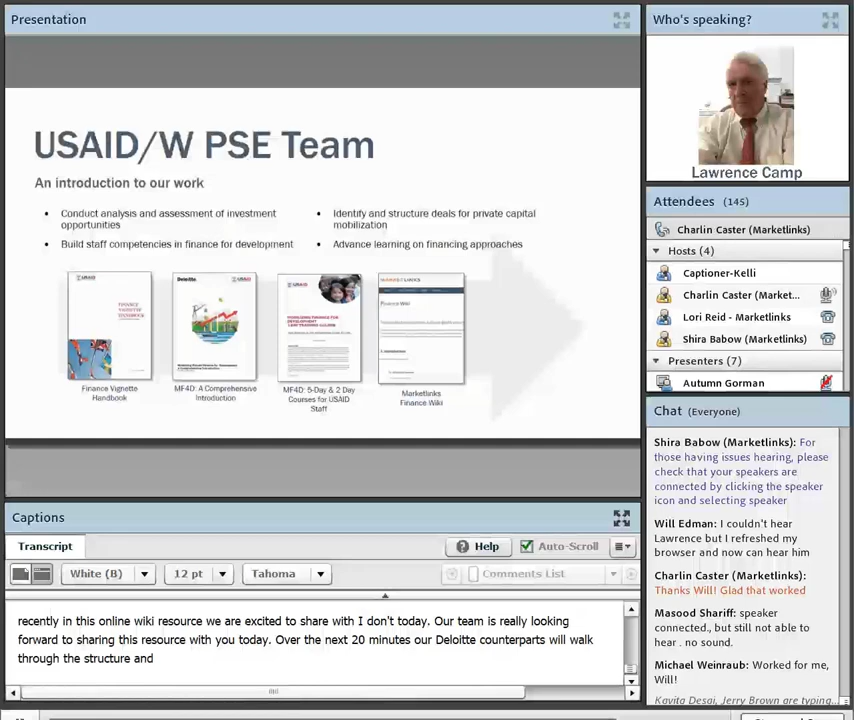 Presentation
USAID/W PSE Team
An introduction to our work
Conduct analysis and assessment of investment
opportunities
Build staff competencies in finance for development
Identify and structure deals for private capital
mobilization
Advance learning on financing approaches
USAID
FINANCE
VIGNETTE
HANDBOOK
Deloitte
USAID
Finance Wiki
Finance Vignette
Handbook
MF4D: A Comprehensive
Introduction
MF4D: 5-Day & 2 Day
Courses for USAID
Staff
Marketlinks
Finance Wiki
Captions
Transcript
Help
Auto-Scroll
White (B)
12 pt
Tahoma
Comments List
recently in this online wiki resource we are excited to share with I don't today. Our team is really looking
forward to sharing this resource with you today. Over the next 20 minutes our Deloitte counterparts will walk
through the structure and
Who's speaking?
Lawrence Camp
Attendees (145)
Charlin Caster (Marketlinks)
Hosts (4)
Captioner-Kelli
Charlin Caster (Market...
Lori Reid - Marketlinks
Shira Babow (Marketlinks)
Presenters (7)
Autumn Gorman
Chat (Everyone)
Shira Babow (Marketlinks): For
those having issues hearing, please
check that your speakers are
connected by clicking the speaker
icon and selecting speaker
Will Edman: I couldn't hear
Lawrence but I refreshed my
browser and now can hear him
Charlin Caster (Marketlinks):
Thanks Will! Glad that worked
Masood Shariff: speaker
connected., but still not able to
hear . no sound.
Michael Weinraub: Worked for me,
Will!
Kavita Desai, Jerry Brown are typing...